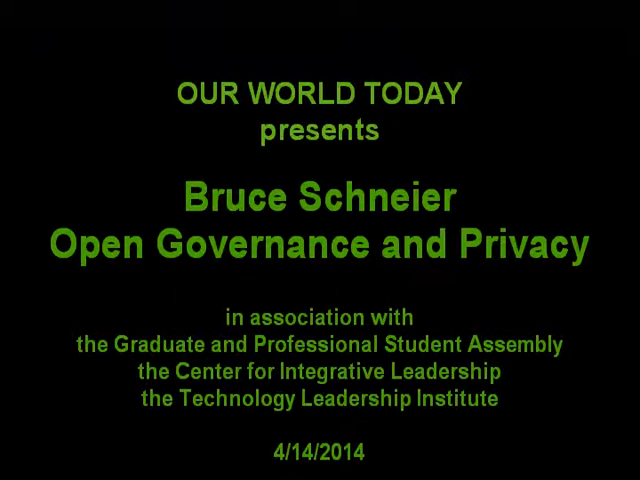 OUR WORLD TODAY
presents
Bruce Schneier
Open Governance and Privacy
in association with
the Graduate and Professional Student Assembly
the Center for Integrative Leadership
the Technology Leadership Institute
4/14/2014